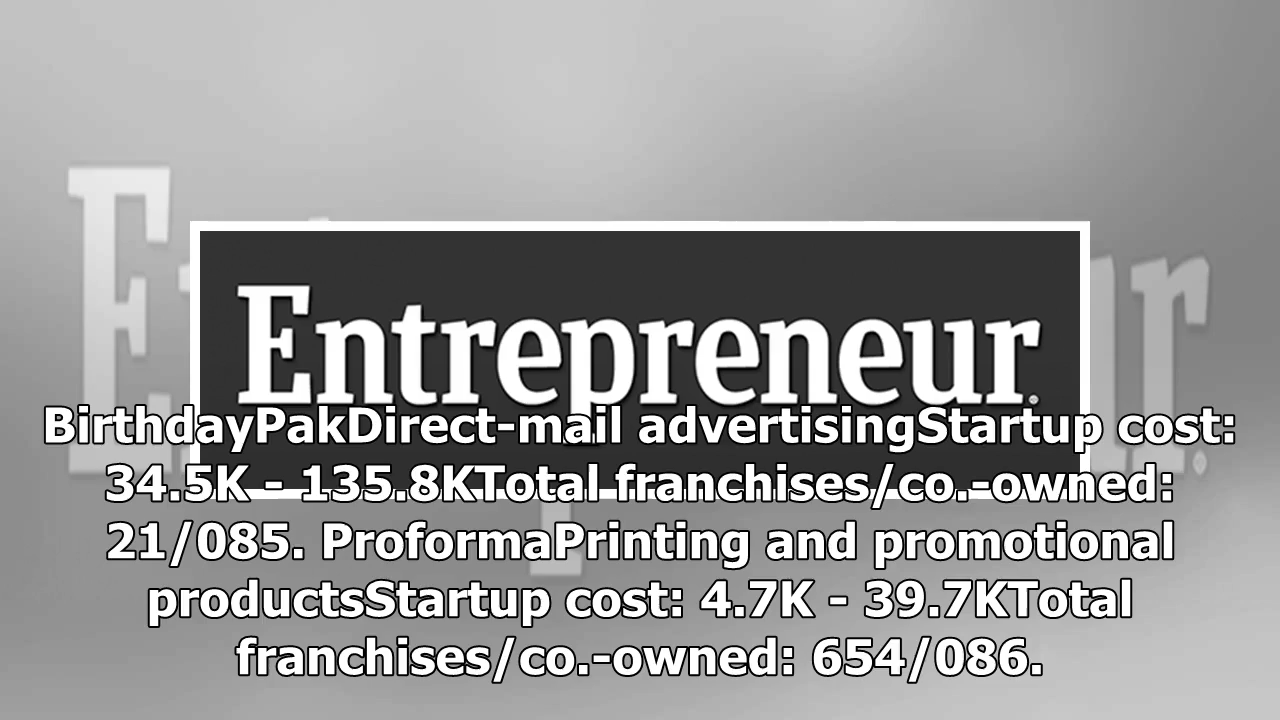 Entrepreneur.
BirthdayPakDirect-mail advertisingStartup cost:
34.5K - 135.8KTotal franchises/co.-owned:
21/085. ProformaPrinting and promotional
productsStartup cost: 4.7K - 39.7KTotal
franchises/co.-owned: 654/086.